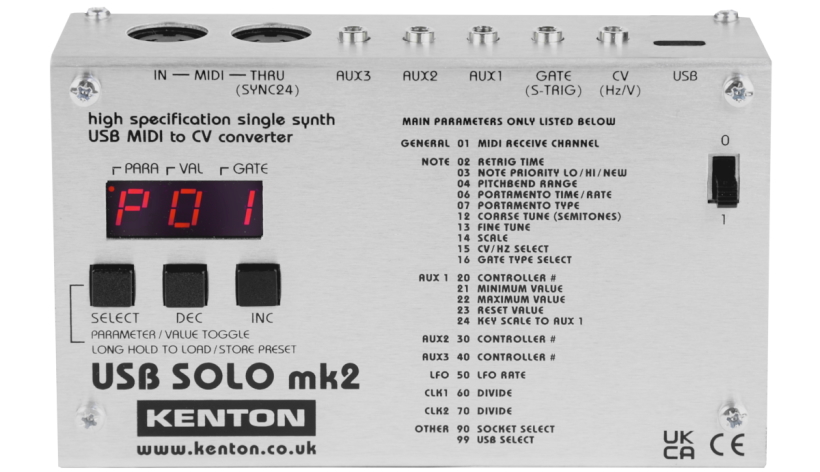 IN — MIDI — THRU
(SYNC24)
AUX3
AUX2
AUX1
GATE
(S-TRIG)
CV
(Hz/V)
USB
high specification single synth
USB MIDI to CV converter
PARA VAL GATE
P01
SELECT DEC INC
PARAMETER / VALUE TOGGLE
LONG HOLD TO LOAD / STORE PRESET
USB SOLO mk2
KENTON
www.kenton.co.uk
MAIN PARAMETERS ONLY LISTED BELOW
GENERAL 01 MIDI RECEIVE CHANNEL
NOTE 02 RETRIG TIME
03 NOTE PRIORITY LO/HI/NEW
04 PITCHBEND RANGE
06 PORTAMENTO TIME/RATE
07 PORTAMENTO TYPE
12 COARSE TUNE (SEMITONES)
13 FINE TUNE
14 SCALE
15 CV/HZ SELECT
16 GATE TYPE SELECT
AUX 1 20 CONTROLLER #
21 MINIMUM VALUE
22 MAXIMUM VALUE
23 RESET VALUE
24 KEY SCALE TO AUX 1
AUX2 30 CONTROLLER #
AUX3 40 CONTROLLER #
LFO 50 LFO RATE
CLK1 60 DIVIDE
CLK2 70 DIVIDE
OTHER 90 SOCKET SELECT
99 USB SELECT
0
1
UK
CA
CE